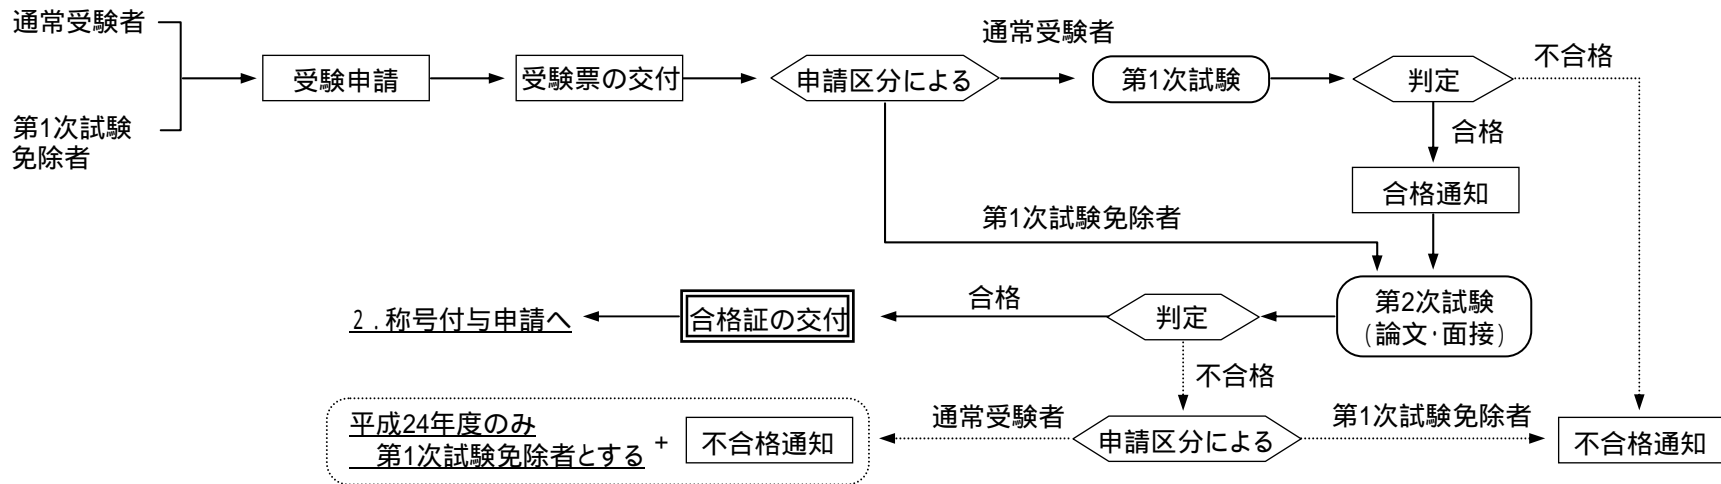 通常受験者
第1次試験
免除者
受験申請
受験票の交付
申請区分による
通常受験者
第1次試験
判定
不合格
合格
合格通知
第1次試験免除者
第2次試験
(論文・面接)
判定
合格
合格証の交付
2.称号付与申請へ
不合格
申請区分による
通常受験者
第1次試験免除者
不合格通知
平成24年度のみ
第1次試験免除者とする
+
不合格通知